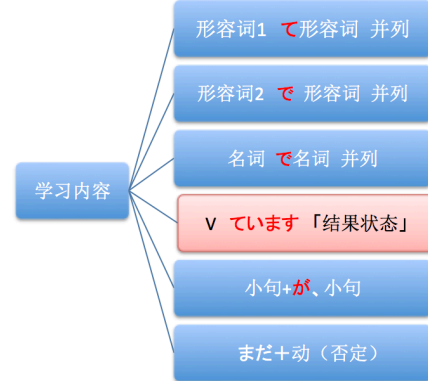 形容词1 て形容词 并列
形容词2 で 形容词 并列
名词 で名词 并列
学习内容
V ています 「结果状态」
小句+が、小句
まだ＋动（否定）